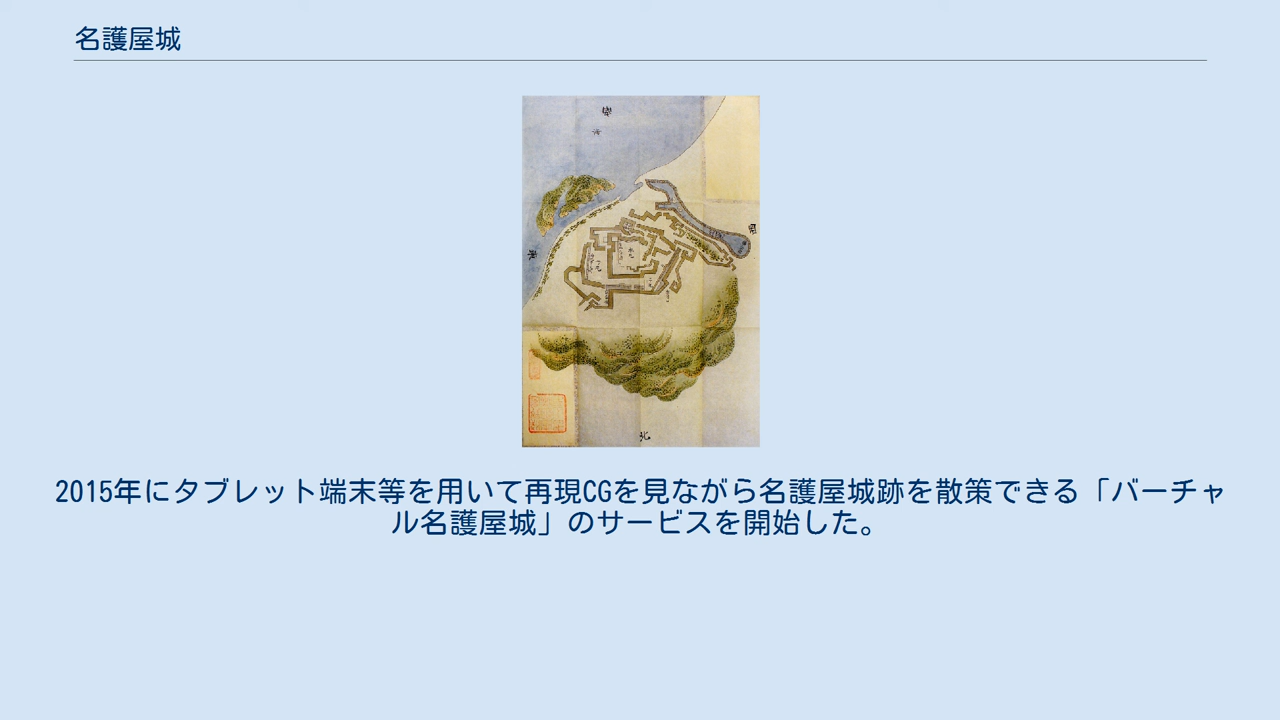 名護屋城
北
2015年にタブレット端末等を用いて再現CGを見ながら名護屋城跡を散策できる「バーチャ
ル名護屋城」のサービスを開始した。